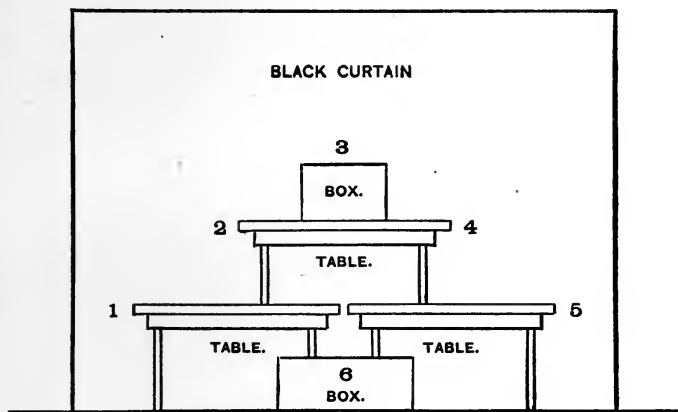 BLACK CURTAIN
3
BOX.
2 4
TABLE.
1 5
TABLE. TABLE.
6
BOX.